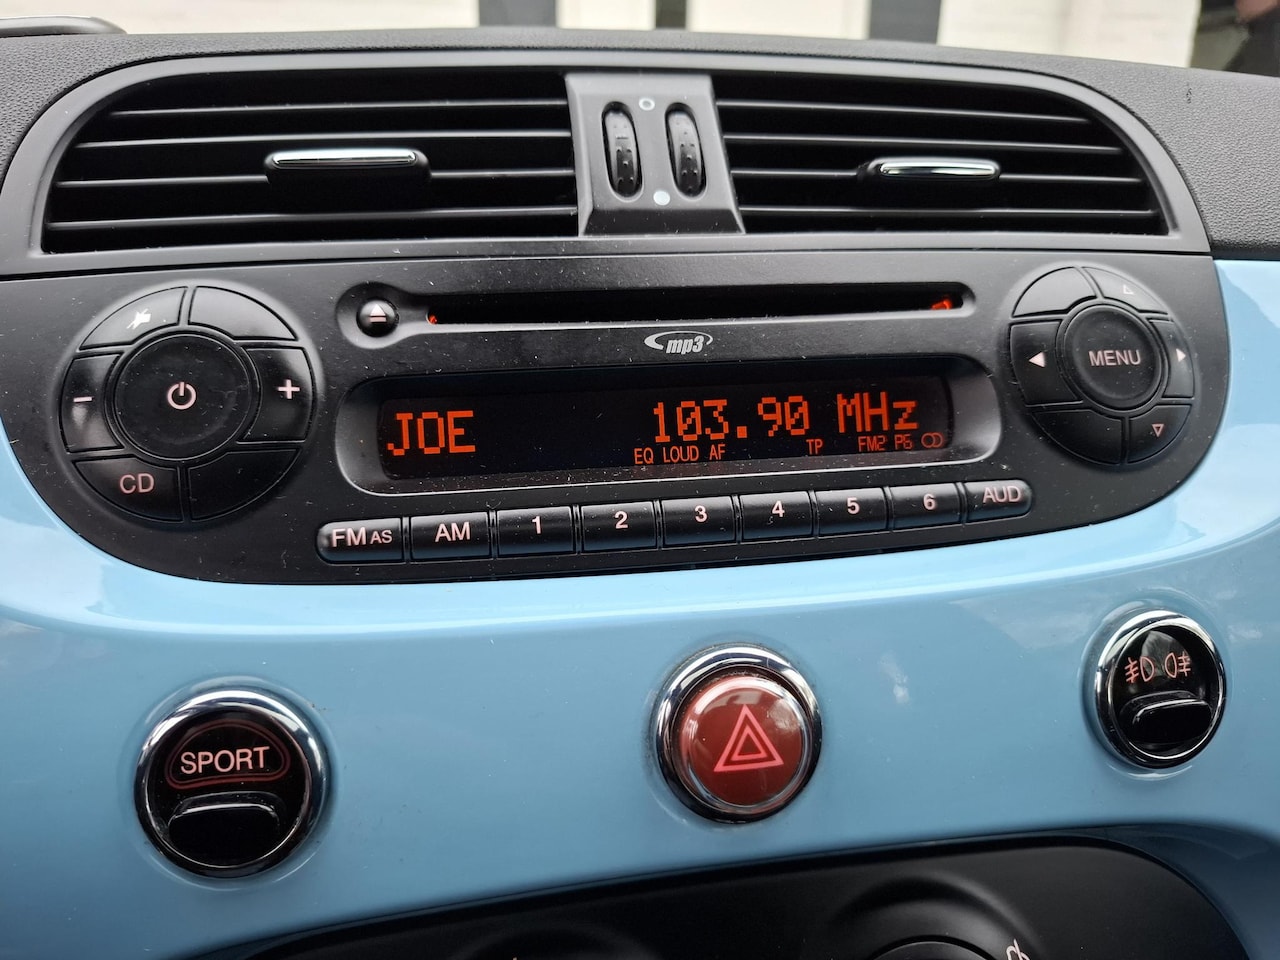 mp3
MENU
JOE 103.90 MHz
EQ LOUD AF TP FM2 P6
- +
CD
FM AS AM 1 2 3 4 5 6 AUD
SPORT